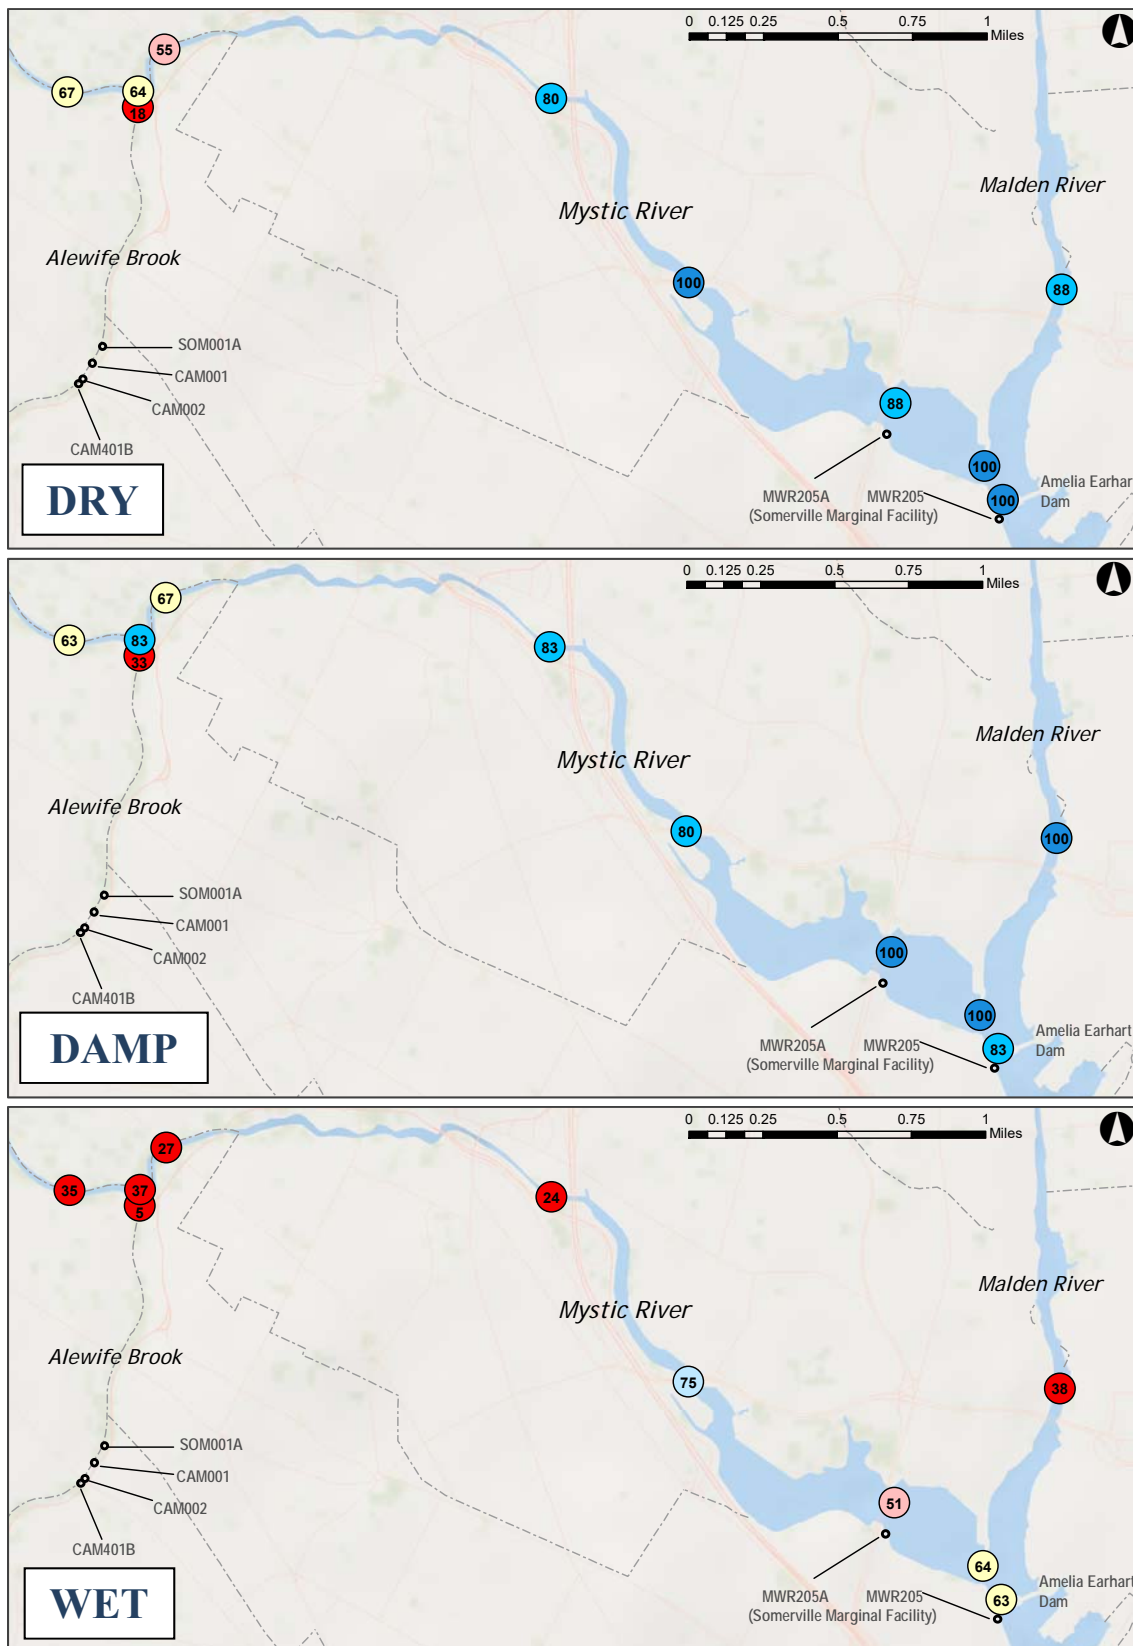 0 0.125 0.25 0.5 0.75 1
Miles
55
67
64
18
80
Malden River
Mystic River
Alewife Brook
100
88
SOM001A
CAM001
CAM002
88
CAM401B
100
Amelia Earhar
Dam
100
MWR205A
(Somerville Marginal Facility)
MWR205
DRY
0 0.125 0.25 0.5 0.75 1
Miles
67
63
83
33
83
Malden River
Mystic River
Alewife Brook
80
100
SOM001A
CAM001
CAM002
100
CAM401B
100
Amelia Earhart
Dam
83
MWR205A
(Somerville Marginal Facility)
MWR205
DAMP
0 0.125 0.25 0.5 0.75 1
Miles
27
35
37
5
24
Malden River
Mystic River
Alewife Brook
75
38
SOM001A
CAM001
CAM002
51
CAM401B
64
Amelia Earhart
Dam
63
MWR205A
(Somerville Marginal Facility)
MWR205
WET